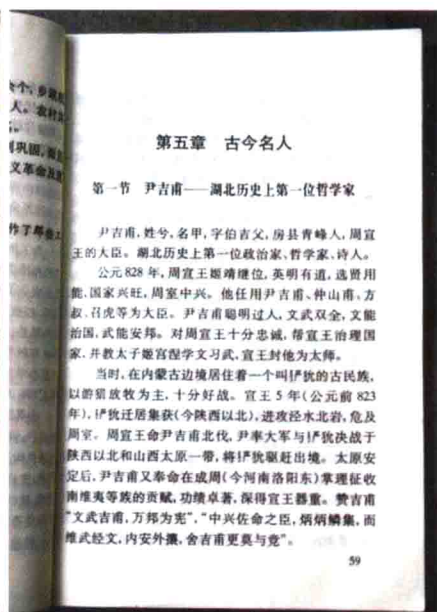 第五章 古今名人
第一节 尹吉甫——湖北历史上第一位哲学家
尹吉甫,姓兮,名甲,字伯吉父,房县青峰人,周宣
王的大臣。湖北历史上第一位政治家、哲学家、诗人。
公元828年,周宣王姬靖继位,英明有道,选贤用
能,国家兴旺,周室中兴。他任用尹吉甫、仲山甫、方
叔、召虎等为大臣。尹吉甫聪明过人,文武双全,文能
治国,武能安邦。对周宣王十分忠诚,帮宣王治理国
家,并教太子姬宫涅学文习武,宣王封他为太师。
当时,在内蒙古边境居住着一个叫猃狁的古民族,
以游猎放牧为主,十分好战。宣王5年(公元前823
年),猃狁迁居集获(今陕西以北),进攻泾水北岩,危及
周室。周宣王命尹吉甫北伐,尹率大军与猃狁决战于
陕西以北和山西太原一带,将猃狁驱赶出境。太原安
定后,尹吉甫又奉命在成周(今河南洛阳东)掌理征收
南维夷等族的贡赋,功绩卓著,深得宣王器重。赞吉甫
“文武吉甫,万邦为宪”,“中兴佐命之臣,炳炳麟集,而
维武经文,内安外攘,舍吉甫更莫与竞”。
59